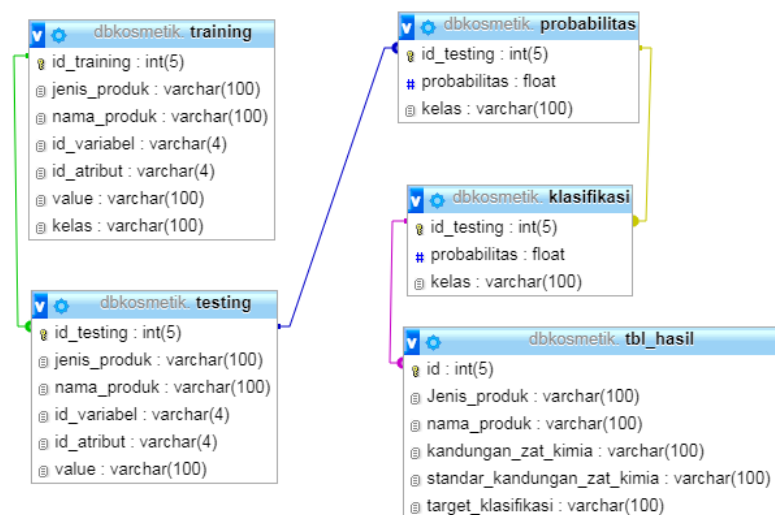 dbkosmetik. training
id_training : int(5)
jenis_produk : varchar(100)
nama_produk : varchar(100)
id_variabel : varchar(4)
id_atribut : varchar(4)
value : varchar(100)
kelas : varchar(100)
dbkosmetik. testing
id_testing : int(5)
jenis_produk : varchar(100)
nama_produk : varchar(100)
id_variabel : varchar(4)
id_atribut : varchar(4)
value : varchar(100)
dbkosmetik. probabilitas
id_testing : int(5)
# probabilitas : float
kelas : varchar(100)
dbkosmetik. klasifikasi
id_testing : int(5)
# probabilitas : float
kelas : varchar(100)
dbkosmetik. tbl_hasil
id : int(5)
Jenis_produk : varchar(100)
nama_produk : varchar(100)
kandungan_zat_kimia : varchar(100)
standar_kandungan_zat_kimia : varchar(100)
target_klasifikasi : varchar(100)